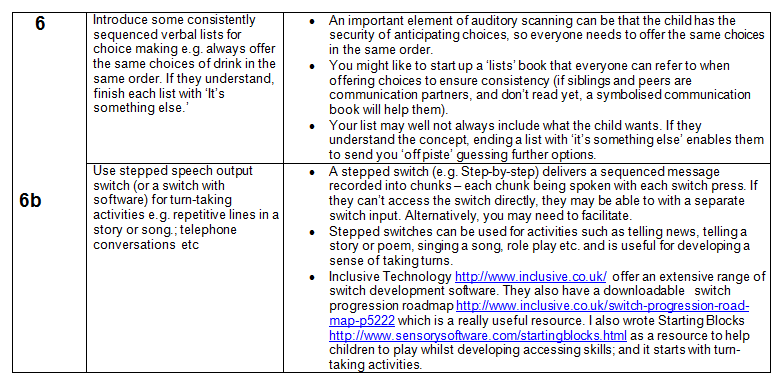 6
Introduce some consistently
sequenced verbal lists for
choice making e.g. always offer
the same choices of drink in the
same order. If they understand,
finish each list with ‘It’s
something else.’
• An important element of auditory scanning can be that the child has the
security of anticipating choices, so everyone needs to offer the same choices
in the same order.
• You might like to start up a ‘lists’ book that everyone can refer to when
offering choices to ensure consistency (if siblings and peers are
communication partners, and don’t read yet, a symbolised communication
book will help them).
• Your list may well not always include what the child wants. If they
understand the concept, ending a list with ‘it’s something else’ enables them
to send you ‘off piste’ guessing further options.
6b
Use stepped speech output
switch (or a switch with
software) for turn-taking
activities e.g. repetitive lines in a
story or song.; telephone
conversations etc
• A stepped switch (e.g. Step-by-step) delivers a sequenced message
recorded into chunks – each chunk being spoken with each switch press. If
they can’t access the switch directly, they may be able to with a separate
switch input. Alternatively, you may need to facilitate.
• Stepped switches can be used for activities such as telling news, telling a
story or poem, singing a song, role play etc. and is useful for developing a
sense of taking turns.
• Inclusive Technology http://www.inclusive.co.uk/ offer an extensive range of
switch development software. They also have a downloadable switch
progression roadmap http://www.inclusive.co.uk/switch-progression-road-
map-p5222 which is a really useful resource. I also wrote Starting Blocks
http://www.sensorysoftware.com/startingblocks.html as a resource to help
children to play whilst developing accessing skills; and it starts with turn-
taking activities.